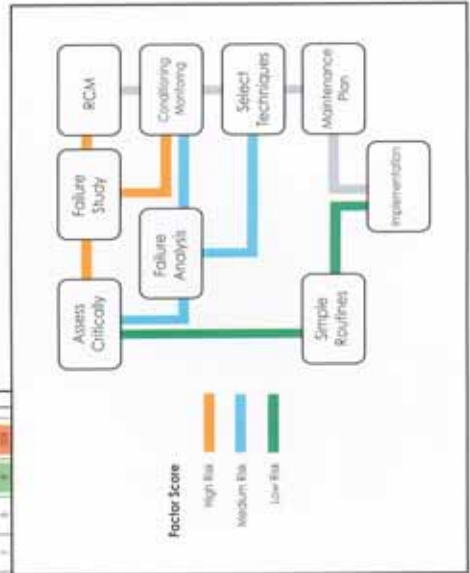 Assess
Critically
Failure
Study
RCM
Failure
Analysis
Conditioning
Monitoring
Select
Techniques
Simple
Routines
Maintenance
Plan
Implementation
Factor Score
High Risk
Medium Risk
Low Risk